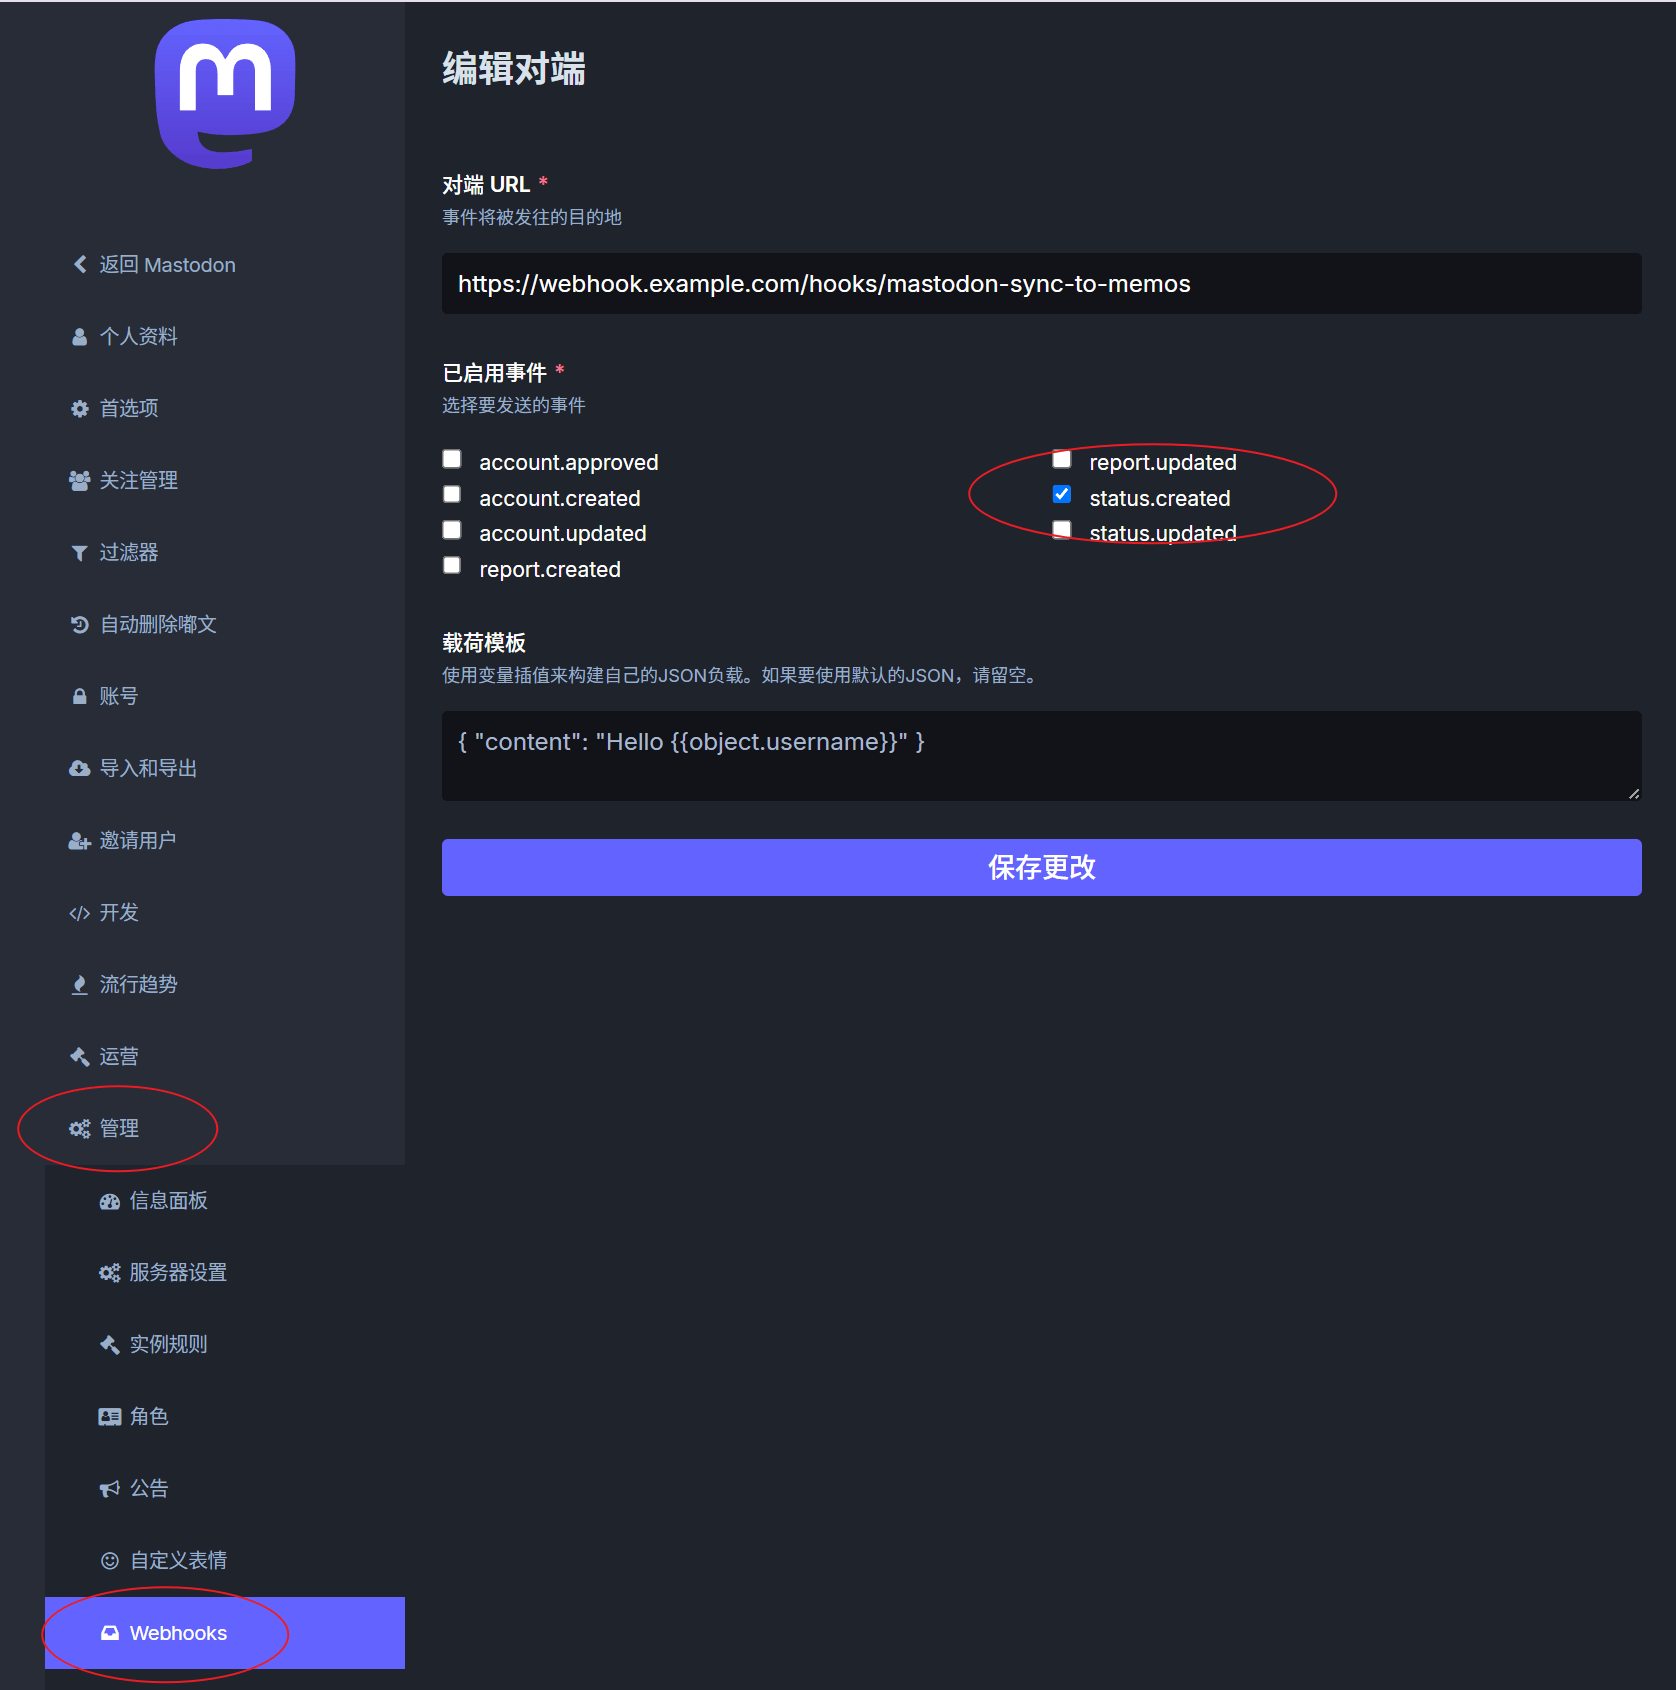 返回 Mastodon
个人资料
首选项
关注管理
过滤器
自动删除嘟文
账号
导入和导出
邀请用户
开发
流行趋势
运营
管理
信息面板
服务器设置
实例规则
角色
公告
自定义表情
Webhooks
编辑对端
对端 URL *
事件将被发往的目的地
https://webhook.example.com/hooks/mastodon-sync-to-memos
已启用事件 *
选择要发送的事件
account.approved
account.created
account.updated
report.created
report.updated
status.created
status.updated
载荷模板
使用变量插值来构建自己的JSON负载。如果要使用默认的JSON，请留空。
{ "content": "Hello {{object.username}}" }
保存更改